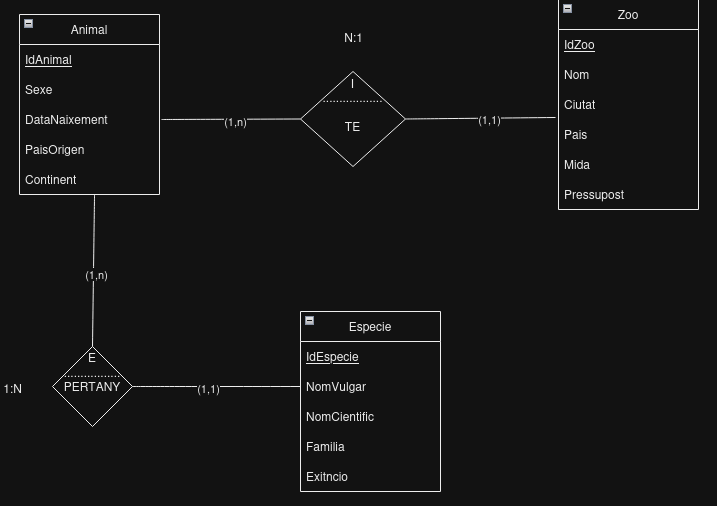 Animal
IdAnimal
Sexe
DataNaixement
PaisOrigen
Continent
N:1
I
TE
(1,n)
(1,1)
Zoo
IdZoo
Nom
Ciutat
Pais
Mida
Pressupost
(1,n)
E
PERTANY
1:N
(1,1)
Especie
IdEspecie
NomVulgar
NomCientific
Familia
Exitncio